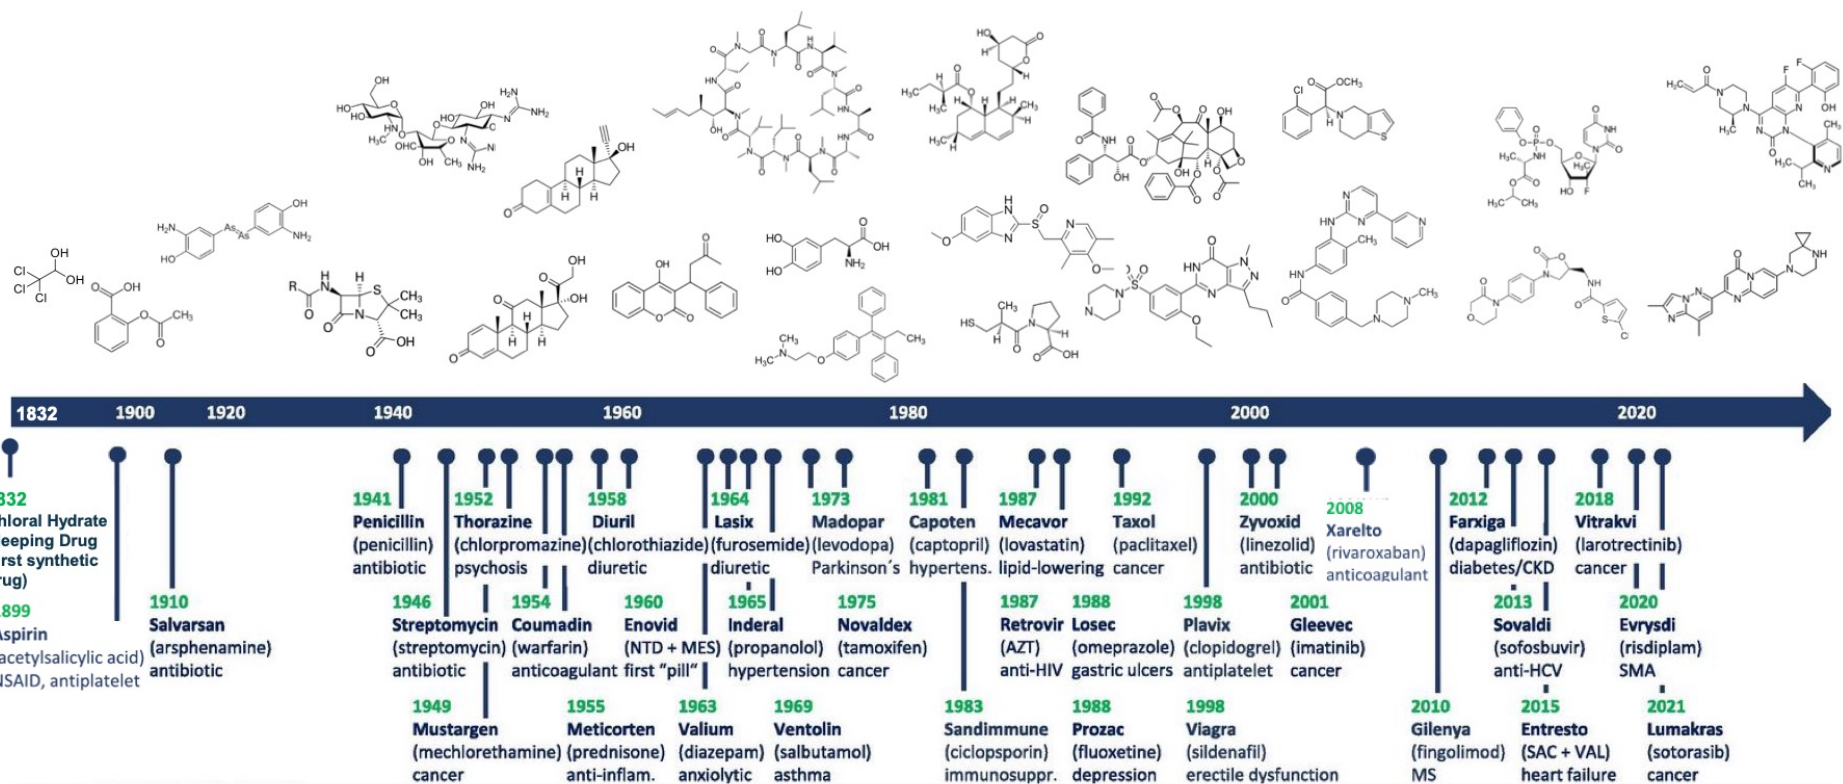 1832 1900 1920 1940 1960 1980 2000 2020
832
hloral Hydrate
leeping Drug
rst synthetic
rug)
1899
Aspirin
acetylsalicylic acid)
NSAID, antiplatelet
1910
Salvarsan
(arsphenamine)
antibiotic
1941
Penicillin
(penicillin)
antibiotic
1946
Streptomycin
(streptomycin)
antibiotic
1949
Mustargen
(mechlorethamine)
cancer
1952
Thorazine
(chlorpromazine)
psychosis
1954
Coumadin
(warfarin)
anticoagulant
1955
Meticorten
(prednisone)
anti-inflam.
1958
Diuril
(chlorothiazide)
diuretic
1960
Enovid
(NTD + MES)
first "pill"
1963
Valium
(diazepam)
anxiolytic
1964
Lasix
(furosemide)
diuretic
1965
Inderal
(propanolol)
hypertension
1969
Ventolin
(salbutamol)
asthma
1973
Madopar
(levodopa)
Parkinson´s
1975
Novaldex
(tamoxifen)
cancer
1981
Capoten
(captopril)
hypertens.
1983
Sandimmune
(ciclopsporin)
immunosuppr.
1987
Mecavor
(lovastatin)
lipid-lowering
1987
Retrovir
(AZT)
anti-HIV
1988
Losec
(omeprazole)
gastric ulcers
1988
Prozac
(fluoxetine)
depression
1992
Taxol
(paclitaxel)
cancer
1998
Plavix
(clopidogrel)
antiplatelet
1998
Viagra
(sildenafil)
erectile dysfunction
2000
Zyvoxid
(linezolid)
antibiotic
2001
Gleevec
(imatinib)
cancer
2008
Xarelto
(rivaroxaban)
anticoagulant
2010
Gilenya
(fingolimod)
MS
2012
Farxiga
(dapagliflozin)
diabetes/CKD
2013
Sovaldi
(sofosbuvir)
anti-HCV
2015
Entresto
(SAC + VAL)
heart failure
2018
Vitrakvi
(larotrectinib)
cancer
2020
Evrysdi
(risdiplam)
SMA
2021
Lumakras
(sotorasib)
cancer